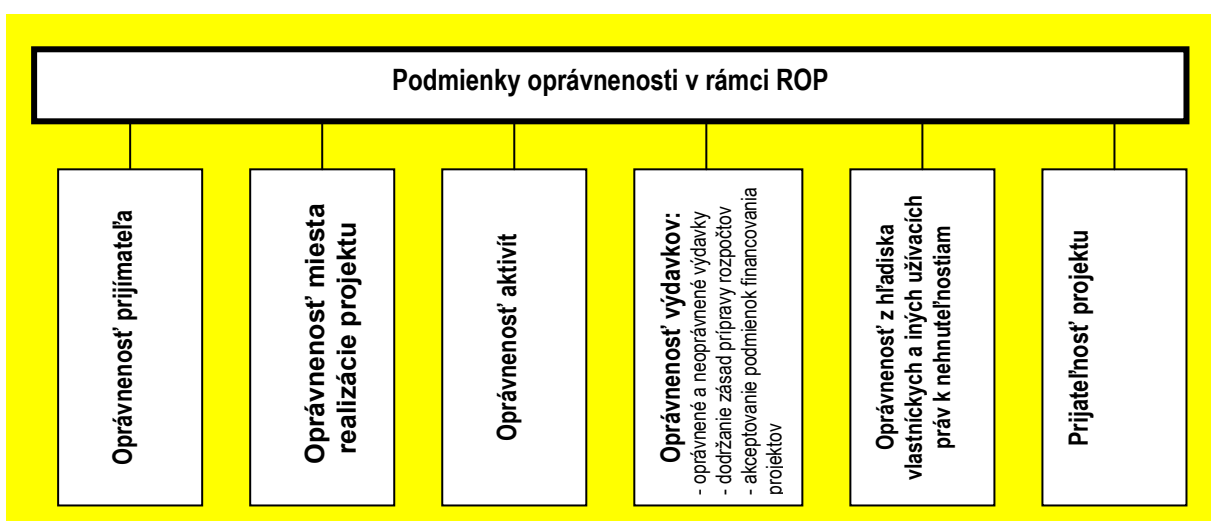 Podmienky oprávnenosti v rámci ROP
Oprávnenosť prijímateľa
Oprávnenosť miesta
realizácie projektu
Oprávnenosť aktivít
Oprávnenosť výdavkov:
- oprávnené a neoprávnené výdavky
- dodržanie zásad prípravy rozpočtov
- akceptovanie podmienok financovania
projektov
Oprávnenosť z hľadiska
vlastníckych a iných užívacích
práv k nehnuteľnostiam
Prijateľnosť projektu